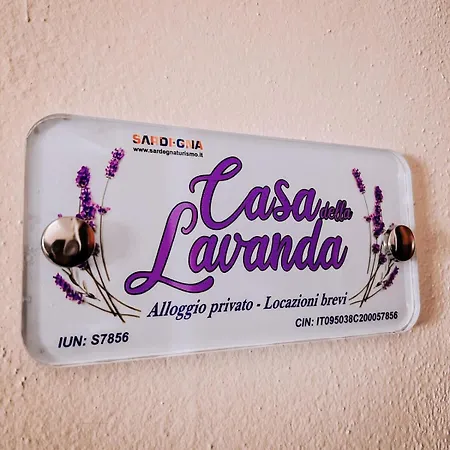 SARDEGNA
www.sardegnaturismo.it
Casa della
Lavanda
Alloggio privato - Locazioni brevi
IUN: S7856
CIN: IT095038C200057856